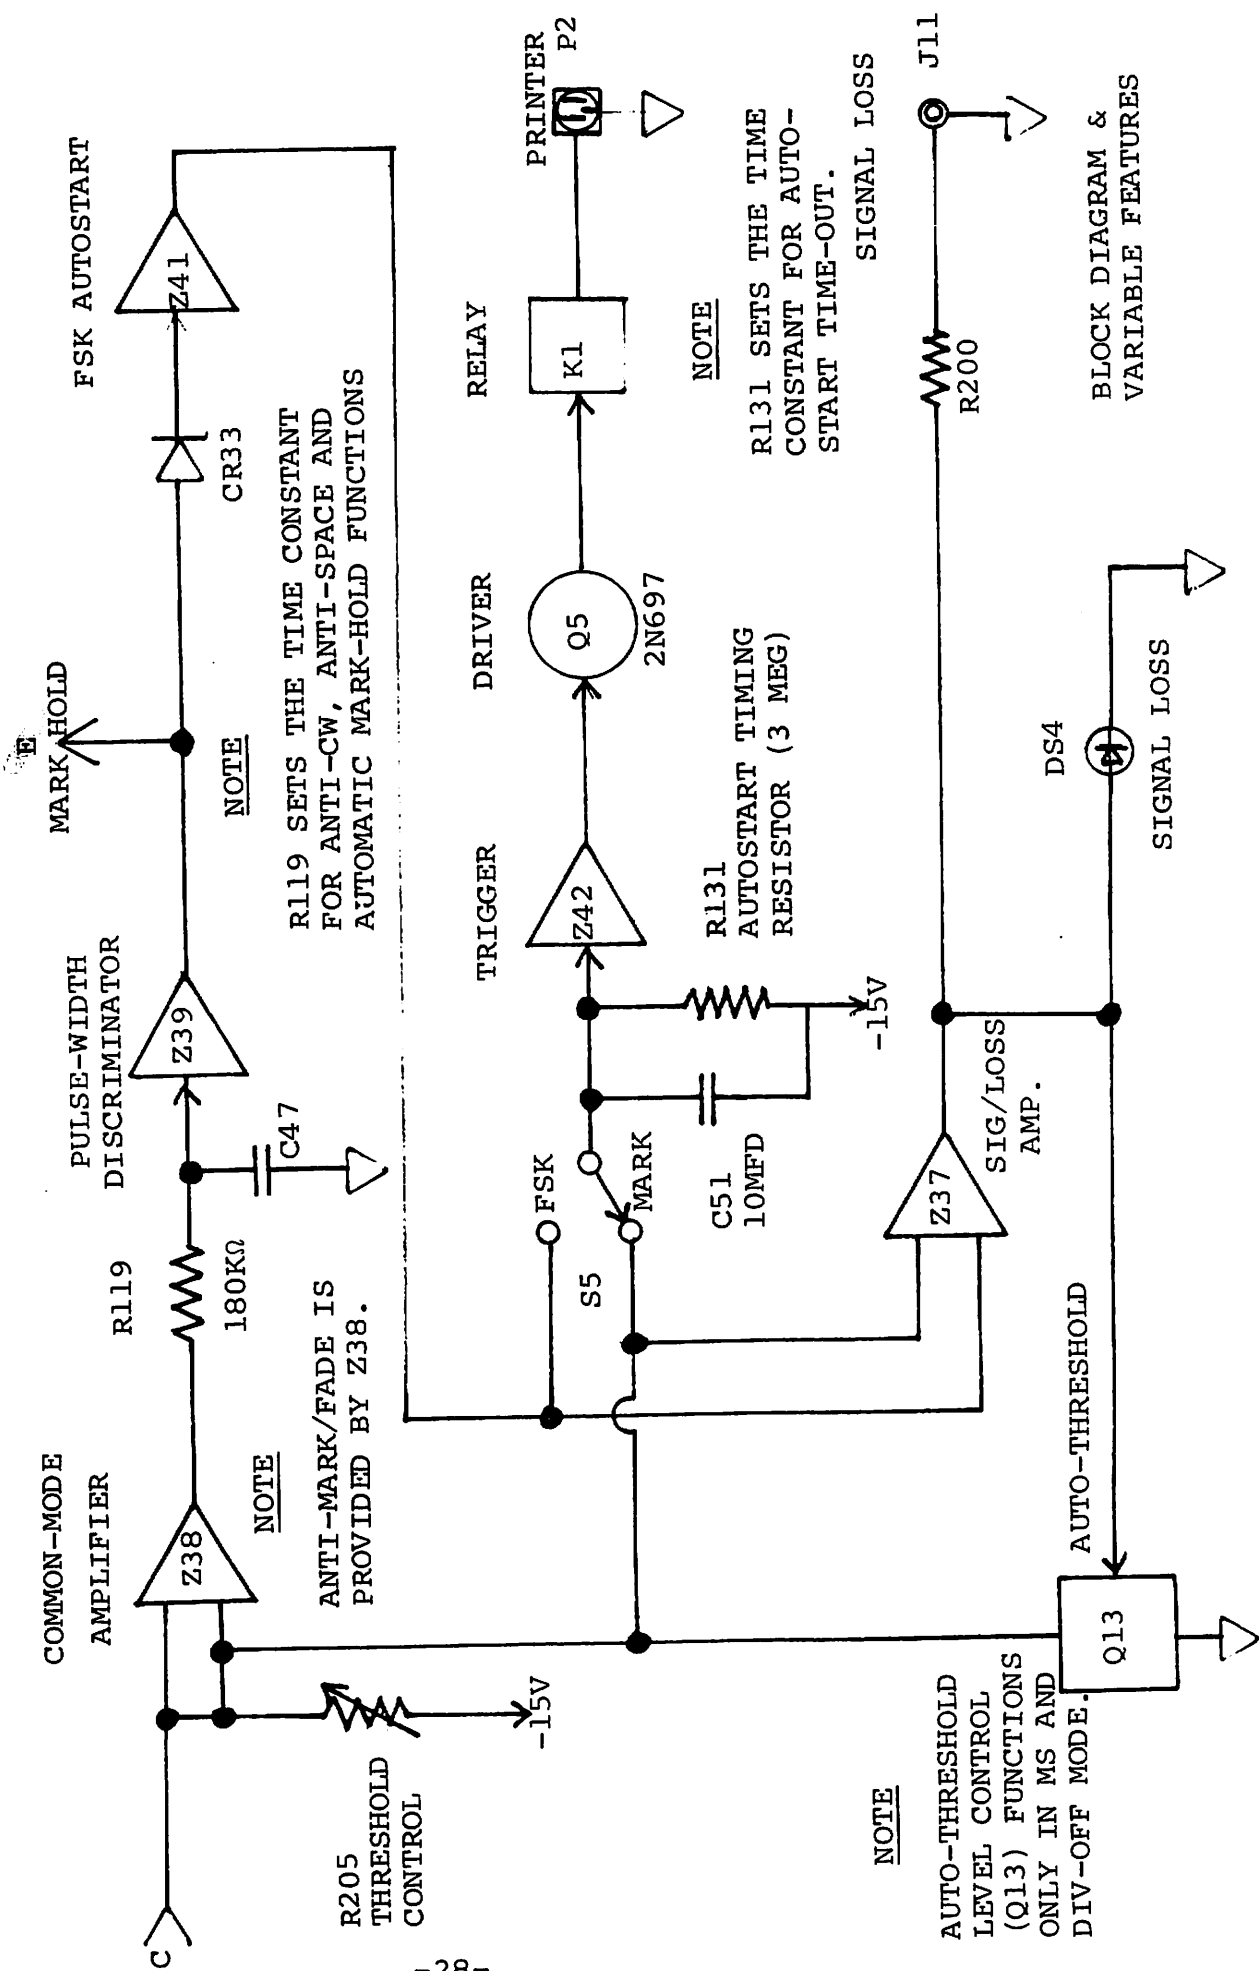 E
MARK HOLD
FSK AUTOSTART
COMMON-MODE
AMPLIFIER
R119
PULSE-WIDTH
DISCRIMINATOR
C
Z38
180KΩ
Z39
C47
CR33
Z41
NOTE
ANTI-MARK/FADE IS
PROVIDED BY Z38.
NOTE
R119 SETS THE TIME CONSTANT
FOR ANTI-CW, ANTI-SPACE AND
AUTOMATIC MARK-HOLD FUNCTIONS
R205
THRESHOLD
CONTROL
-15V
TRIGGER
DRIVER
RELAY
PRINTER
P2
FSK
S5
MARK
Z42
Q5
2N697
K1
C51
10MFD
R131
AUTOSTART TIMING
RESISTOR (3 MEG)
-15V
NOTE
R131 SETS THE TIME
CONSTANT FOR AUTO-
START TIME-OUT.
SIGNAL LOSS
J11
NOTE
AUTO-THRESHOLD
LEVEL CONTROL
(Q13) FUNCTIONS
ONLY IN MS AND
DIV-OFF MODE.
Z37
SIG/LOSS
AMP.
R200
AUTO-THRESHOLD
Q13
DS4
SIGNAL LOSS
BLOCK DIAGRAM &
VARIABLE FEATURES
-28-